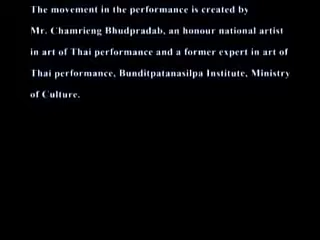 The movement in the performance is created by
Mr. Chamrieng Bhudpradab, an honour national artist
in art of Thai performance and a former expert in art of
Thai performance, Bunditpatanasilpa Institute, Ministry
of Culture.